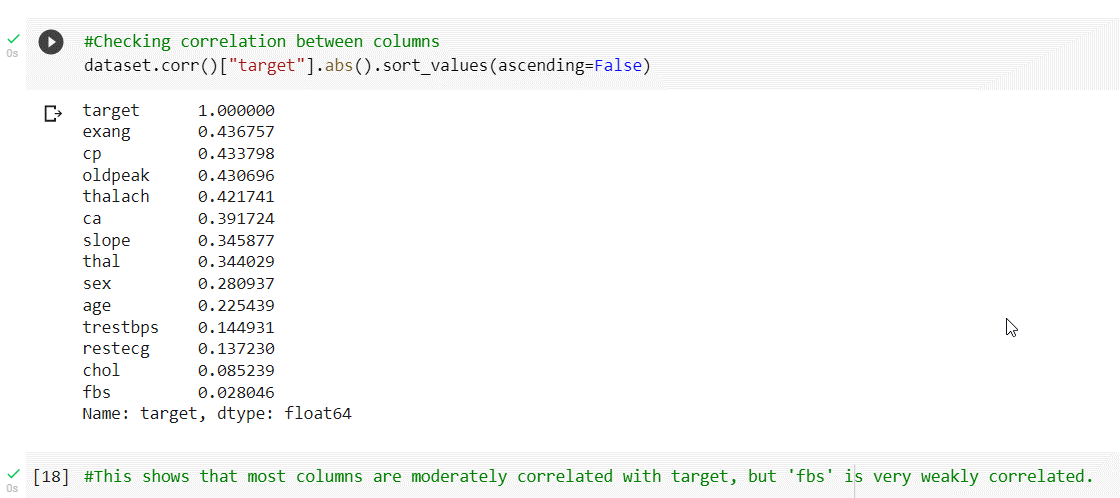 #Checking correlation between columns
0s
dataset.corr()["target"].abs().sort_values(ascending=False)
target 1.000000
exang 0.436757
cp 0.433798
oldpeak 0.430696
thalach 0.421741
ca 0.391724
slope 0.345877
thal 0.344029
sex 0.280937
age 0.225439
trestbps 0.144931
restecg 0.137230
chol 0.085239
fbs 0.028046
Name: target, dtype: float64
[18] #This shows that most columns are moderately correlated with target, but 'fbs' is very weakly correlated.
0s